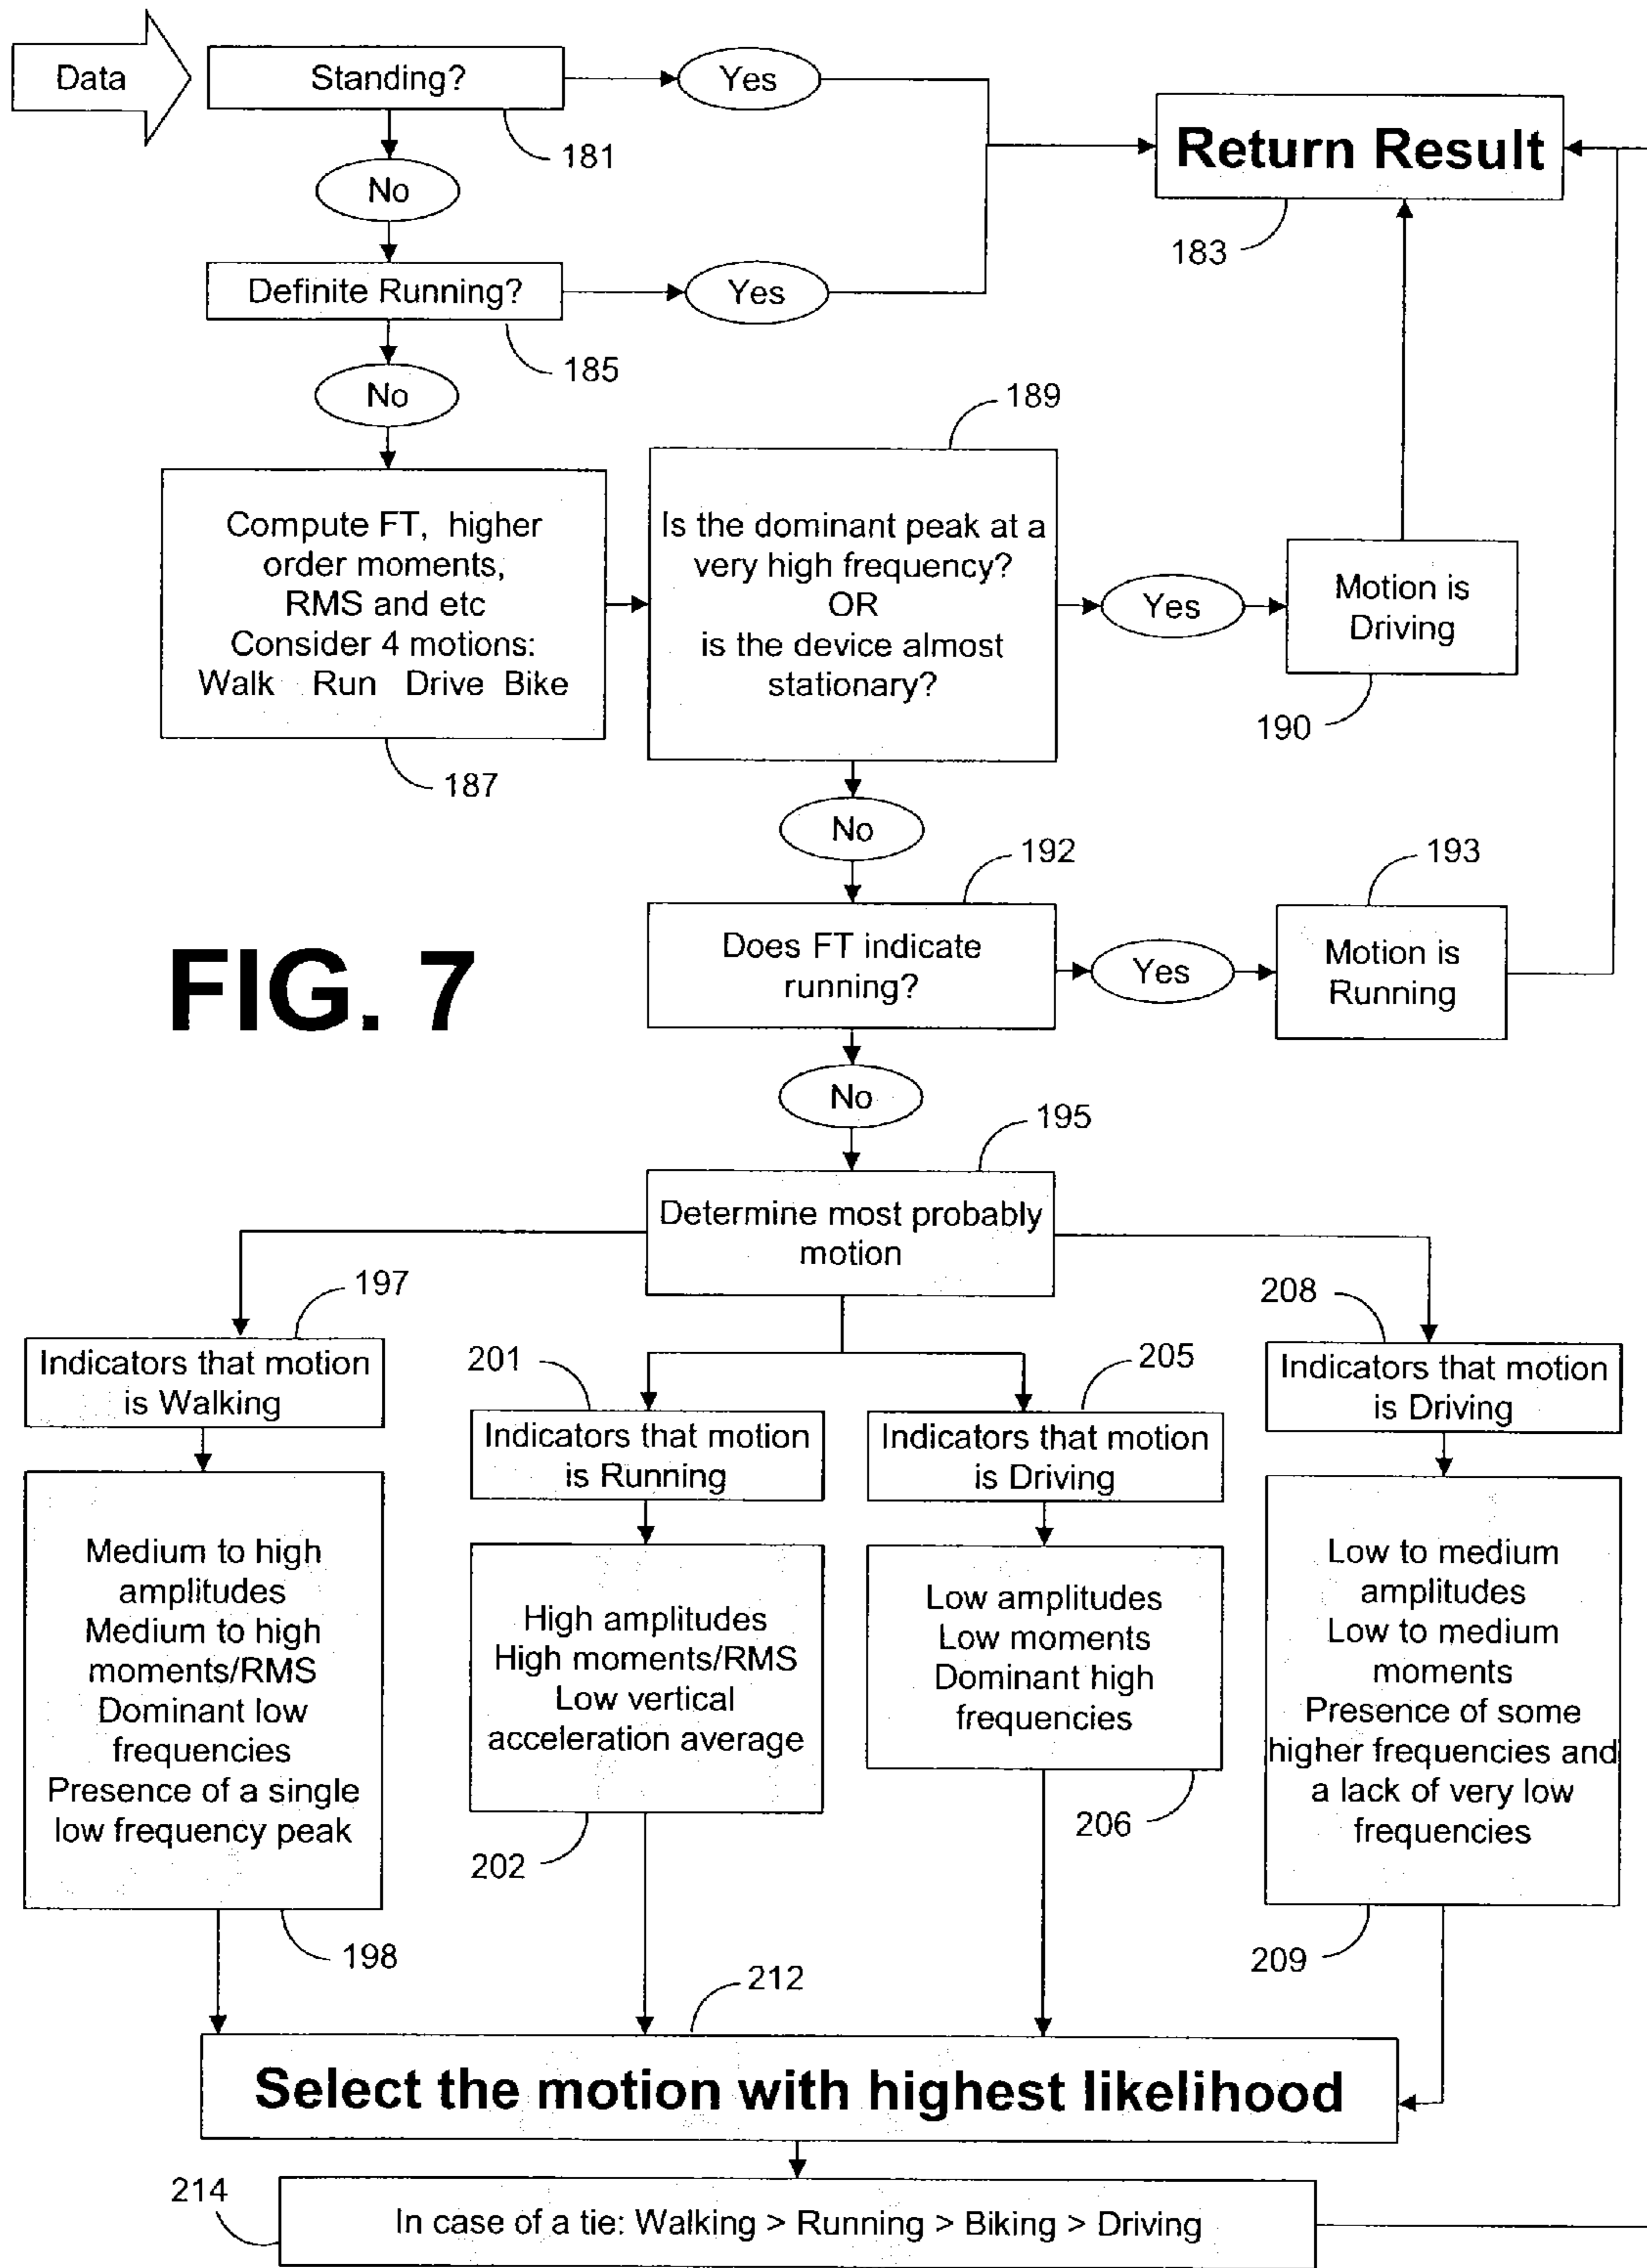 Data
Standing?
Yes
181
No
Return Result
183
Definite Running?
Yes
185
No
189
Compute FT, higher
order moments,
RMS and etc
Consider 4 motions:
Walk Run Drive Bike
187
Is the dominant peak at a
very high frequency?
OR
is the device almost
stationary?
Yes
Motion is
Driving
190
No
192
193
Does FT indicate
running?
Yes
Motion is
Running
FIG. 7
No
195
Determine most probably
motion
197
Indicators that motion
is Walking
201
Indicators that motion
is Running
205
Indicators that motion
is Driving
208
Indicators that motion
is Driving
Medium to high
amplitudes
Medium to high
moments/RMS
Dominant low
frequencies
Presence of a single
low frequency peak
198
High amplitudes
High moments/RMS
Low vertical
acceleration average
202
Low amplitudes
Low moments
Dominant high
frequencies
206
Low to medium
amplitudes
Low to medium
moments
Presence of some
higher frequencies and
a lack of very low
frequencies
209
212
Select the motion with highest likelihood
214
In case of a tie: Walking > Running > Biking > Driving